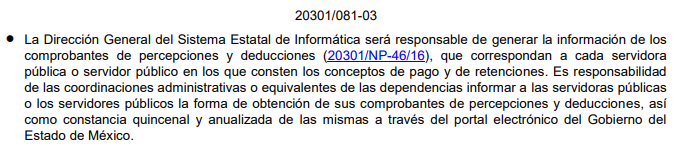 20301/081-03
● La Dirección General del Sistema Estatal de Informática será responsable de generar la información de los
comprobantes de percepciones y deducciones (20301/NP-46/16), que correspondan a cada servidora
pública o servidor público en los que consten los conceptos de pago y de retenciones. Es responsabilidad
de las coordinaciones administrativas o equivalentes de las dependencias informar a las servidoras públicas
o los servidores públicos la forma de obtención de sus comprobantes de percepciones y deducciones, así
como constancia quincenal y anualizada de las mismas a través del portal electrónico del Gobierno del
Estado de México.